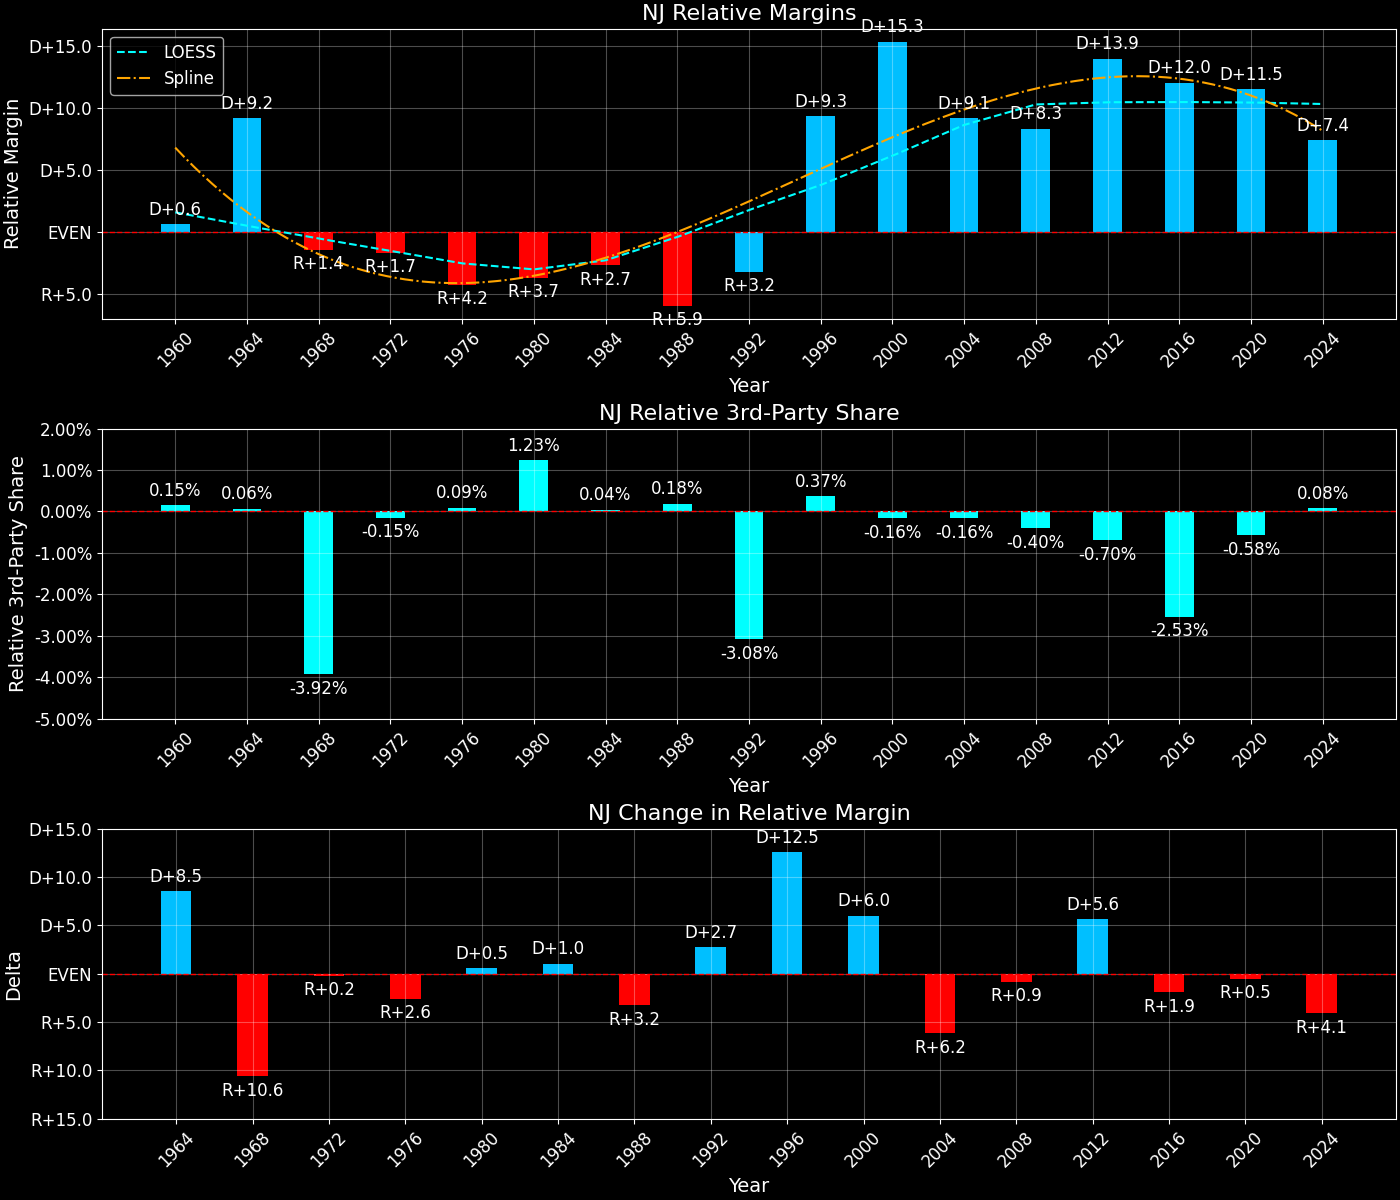 NJ Relative Margins
LOESS
Spline
Relative Margin
D+15.0
D+10.0
D+5.0
EVEN
R+5.0
D+0.6
D+9.2
R+1.4
R+1.7
R+4.2
R+3.7
R+2.7
R+5.9
R+3.2
D+9.3
D+15.3
D+9.1
D+8.3
D+13.9
D+12.0
D+11.5
D+7.4
1960
1964
1968
1972
1976
1980
1984
1988
1992
1996
2000
2004
2008
2012
2016
2020
2024
Year
NJ Relative 3rd-Party Share
Relative 3rd-Party Share
2.00%
1.00%
0.00%
-1.00%
-2.00%
-3.00%
-4.00%
-5.00%
0.15%
0.06%
-3.92%
-0.15%
0.09%
1.23%
0.04%
0.18%
-3.08%
0.37%
-0.16%
-0.16%
-0.40%
-0.70%
-2.53%
-0.58%
0.08%
1960
1964
1968
1972
1976
1980
1984
1988
1992
1996
2000
2004
2008
2012
2016
2020
2024
Year
NJ Change in Relative Margin
Delta
D+15.0
D+10.0
D+5.0
EVEN
R+5.0
R+10.0
R+15.0
D+8.5
R+10.6
R+0.2
R+2.6
D+0.5
D+1.0
R+3.2
D+2.7
D+12.5
D+6.0
R+6.2
R+0.9
D+5.6
R+1.9
R+0.5
R+4.1
1964
1968
1972
1976
1980
1984
1988
1992
1996
2000
2004
2008
2012
2016
2020
2024
Year